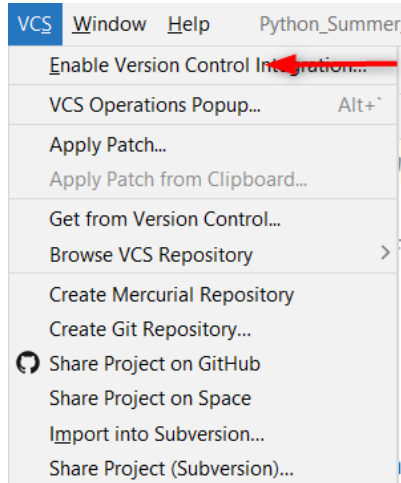 VCS Window Help Python_Summer
Enable Version Control Integration...
VCS Operations Popup... Alt+`
Apply Patch...
Apply Patch from Clipboard...
Get from Version Control...
Browse VCS Repository
Create Mercurial Repository
Create Git Repository...
Share Project on GitHub
Share Project on Space
Import into Subversion...
Share Project (Subversion)...